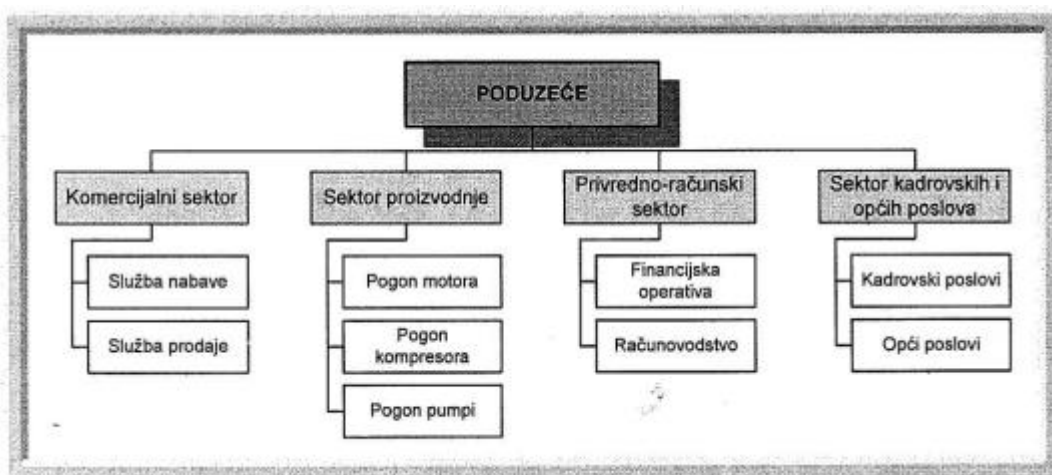 PODUZEĆE
Komercijalni sektor
Služba nabave
Služba prodaje
Sektor proizvodnje
Pogon motora
Pogon
kompresora
Pogon pumpi
Privredno-računski
sektor
Financijska
operativa
Računovodstvo
Sektor kadrovskih i
općih poslova
Kadrovski poslovi
Opći poslovi